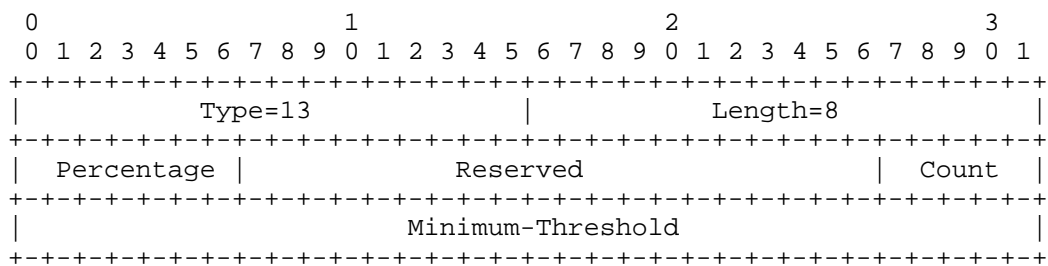 0                   1                   2                   3
 0 1 2 3 4 5 6 7 8 9 0 1 2 3 4 5 6 7 8 9 0 1 2 3 4 5 6 7 8 9 0 1
+-+-+-+-+-+-+-+-+-+-+-+-+-+-+-+-+-+-+-+-+-+-+-+-+-+-+-+-+-+-+-+-+
|           Type=13             |           Length=8            |
+-+-+-+-+-+-+-+-+-+-+-+-+-+-+-+-+-+-+-+-+-+-+-+-+-+-+-+-+-+-+-+-+
|  Percentage |             Reserved                  |  Count  |
+-+-+-+-+-+-+-+-+-+-+-+-+-+-+-+-+-+-+-+-+-+-+-+-+-+-+-+-+-+-+-+-+
|                        Minimum-Threshold                      |
+-+-+-+-+-+-+-+-+-+-+-+-+-+-+-+-+-+-+-+-+-+-+-+-+-+-+-+-+-+-+-+-+